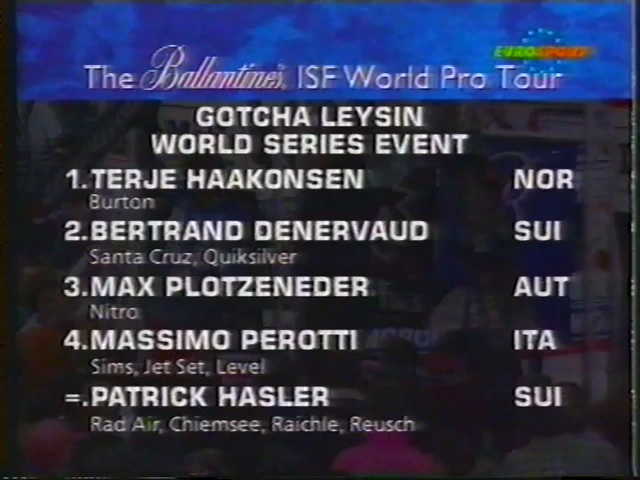 EUROSPORT
The Ballantine's ISF World Pro Tour
GOTCHA LEYSIN
WORLD SERIES EVENT
1. TERJE HAAKONSEN NOR
Burton
2. BERTRAND DENERVAUD SUI
Santa Cruz, Quiksilver
3. MAX PLOTZENEDER AUT
Nitro
4. MASSIMO PEROTTI ITA
Sims, Jet Set, Level
=. PATRICK HASLER SUI
Rad Air, Chiemsee, Raichle, Reusch